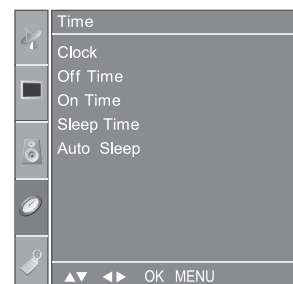 Time
Clock
Off Time
On Time
Sleep Time
Auto Sleep
▲▼ ◀▶ OK MENU